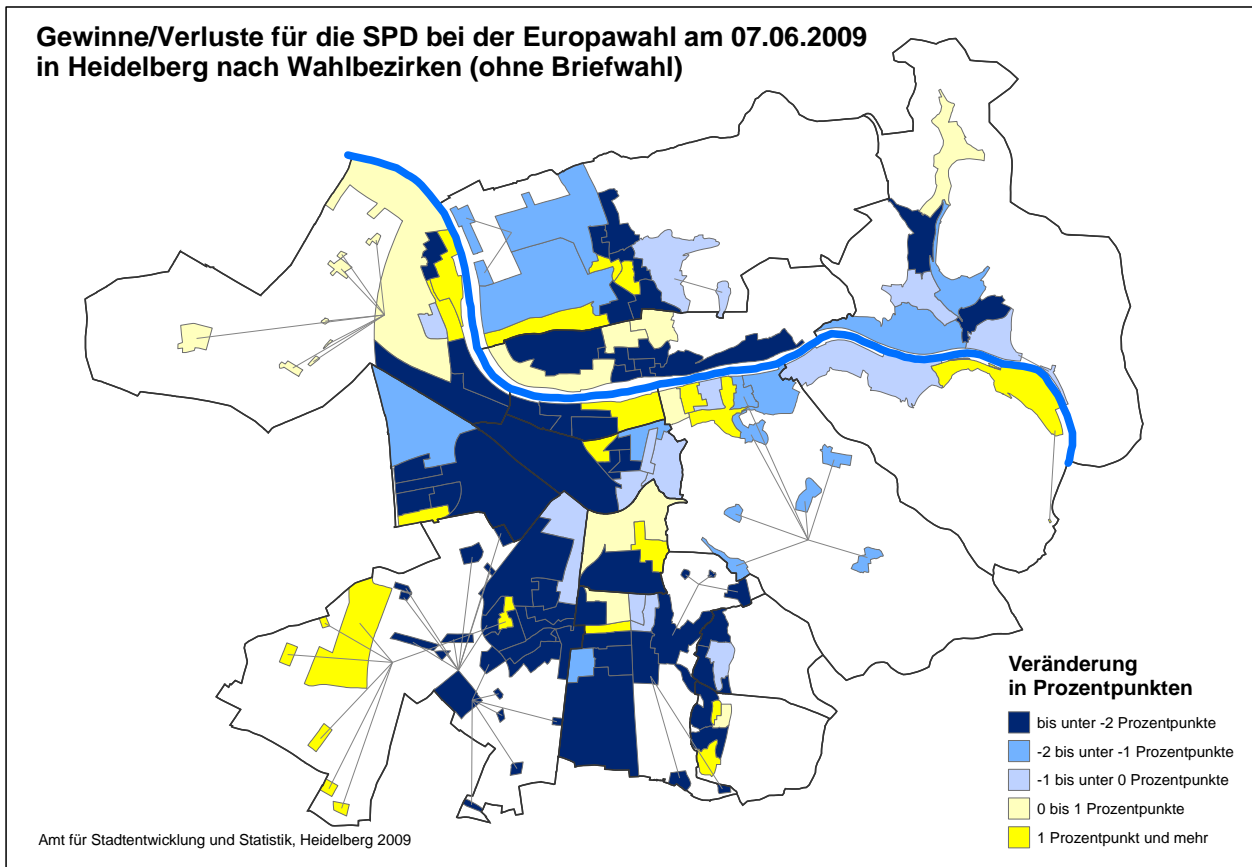 Gewinne/Verluste für die SPD bei der Europawahl am 07.06.2009
in Heidelberg nach Wahlbezirken (ohne Briefwahl)
Veränderung
in Prozentpunkten
bis unter -2 Prozentpunkte
-2 bis unter -1 Prozentpunkte
-1 bis unter 0 Prozentpunkte
0 bis 1 Prozentpunkte
1 Prozentpunkt und mehr
Amt für Stadtentwicklung und Statistik, Heidelberg 2009